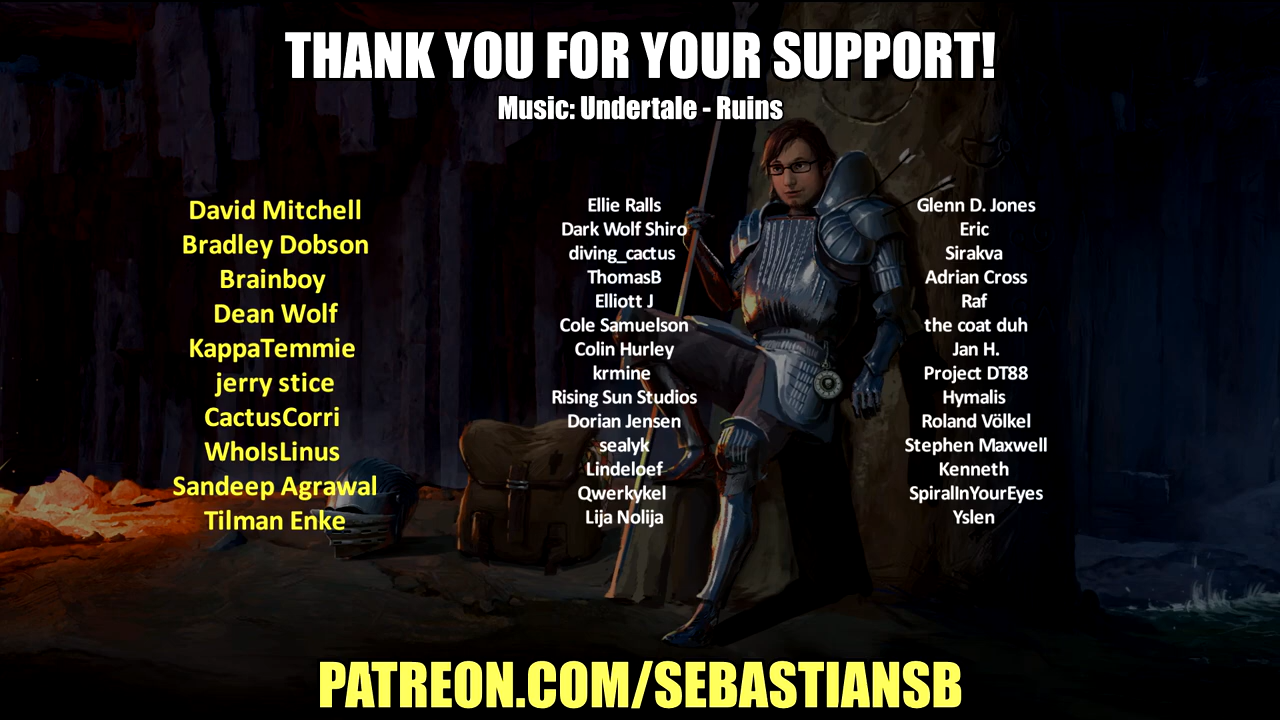 THANK YOU FOR YOUR SUPPORT!
Music: Undertale - Ruins
David Mitchell
Bradley Dobson
Brainboy
Dean Wolf
KappaTemmie
jerry stice
CactusCorri
WhoIsLinus
Sandeep Agrawal
Tilman Enke
Ellie Ralls
Dark Wolf Shiro
diving_cactus
ThomasB
Elliott J
Cole Samuelson
Colin Hurley
krmine
Rising Sun Studios
Dorian Jensen
sealyk
Lindeloef
Qwerkykel
Lija Nolija
Glenn D. Jones
Eric
Sirakva
Adrian Cross
Raf
the coat duh
Jan H.
Project DT88
Hymalis
Roland Völkel
Stephen Maxwell
Kenneth
SpiralInYourEyes
Yslen
PATREON.COM/SEBASTIANSB